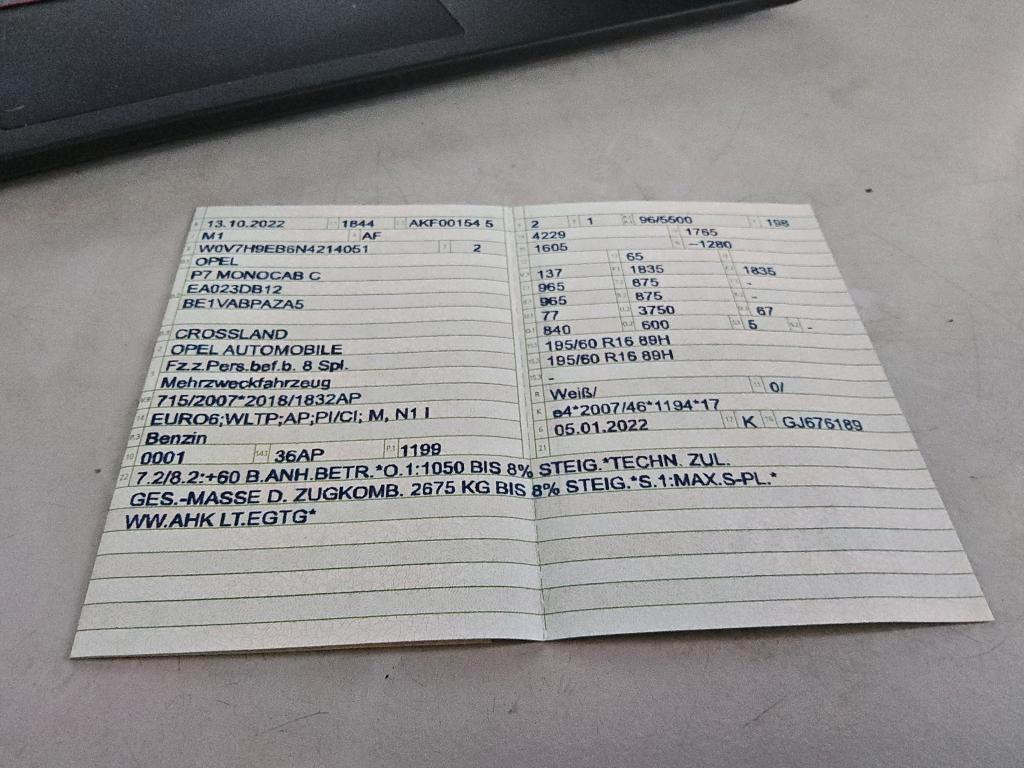 13.10.2022 1844 AKF00154 5
M1 AF
W0V7H9EB6N4214051 2
OPEL
P7 MONOCAB C
EA023DB12
BE1VABPAZA5
CROSSLAND
OPEL AUTOMOBILE
Fz.z.Pers.bef.b. 8 Spl.
Mehrzweckfahrzeug
715/2007*2018/1832AP
EURO6;WLTP;AP;PI/CI; M, N1 I
Benzin
0001 36AP 1199
2 1 96/5500 198
4229 1765
1605 –1280
65
137 1835 1835
965 875 -
965 875 -
77 3750 67
840 600 5 -
195/60 R16 89H
195/60 R16 89H
-
Weiß/ 0/
e4*2007/46*1194*17
05.01.2022 K GJ676189
7.2/8.2:+60 B.ANH.BETR.*O.1:1050 BIS 8% STEIG.*TECHN. ZUL.
GES.-MASSE D. ZUGKOMB. 2675 KG BIS 8% STEIG.*S.1:MAX.S-PL.*
WW.AHK LT.EGTG*